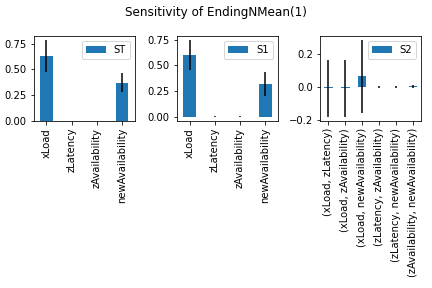 Sensitivity of EndingNMean(1)
0.75
0.50
0.25
0.00
ST
xLoad
zLatency
zAvailability
newAvailability
0.75
0.50
0.25
0.00
S1
xLoad
zLatency
zAvailability
newAvailability
0.2
0.0
−0.2
S2
(xLoad, zLatency)
(xLoad, zAvailability)
(xLoad, newAvailability)
(zLatency, zAvailability)
(zLatency, newAvailability)
(zAvailability, newAvailability)